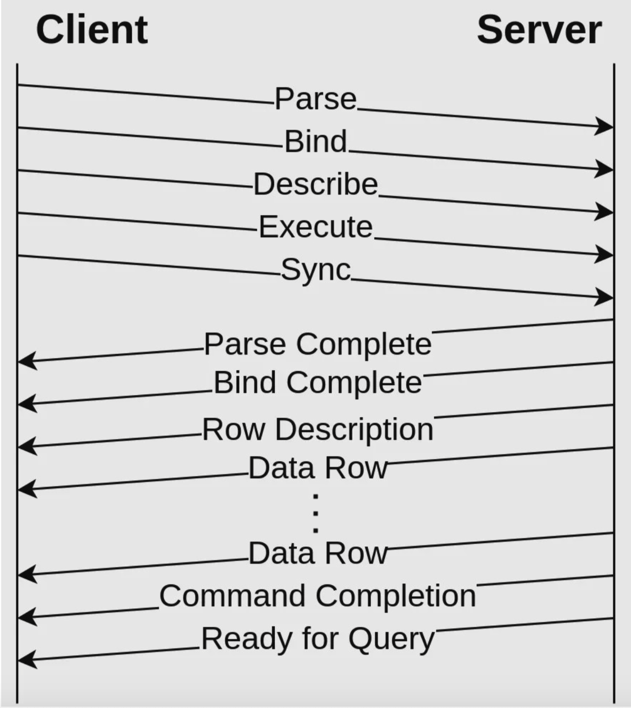 Client Server
Parse
Bind
Describe
Execute
Sync
Parse Complete
Bind Complete
Row Description
Data Row
Data Row
Command Completion
Ready for Query